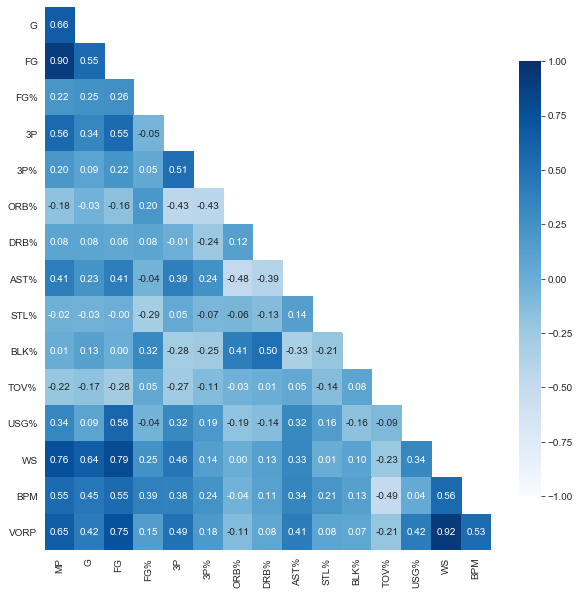 G 0.66
FG 0.90 0.55
FG% 0.22 0.25 0.26
3P 0.56 0.34 0.55 -0.05
3P% 0.20 0.09 0.22 0.05 0.51
ORB% -0.18 -0.03 -0.16 0.20 -0.43 -0.43
DRB% 0.08 0.08 0.06 0.08 -0.01 -0.24 0.12
AST% 0.41 0.23 0.41 -0.04 0.39 0.24 -0.48 -0.39
STL% -0.02 -0.03 -0.00 -0.29 0.05 -0.07 -0.06 -0.13 0.14
BLK% 0.01 0.13 0.00 0.32 -0.28 -0.25 0.41 0.50 -0.33 -0.21
TOV% -0.22 -0.17 -0.28 0.05 -0.27 -0.11 -0.03 0.01 0.05 -0.14 0.08
USG% 0.34 0.09 0.58 -0.04 0.32 0.19 -0.19 -0.14 0.32 0.16 -0.16 -0.09
WS 0.76 0.64 0.79 0.25 0.46 0.14 0.00 0.13 0.33 0.01 0.10 -0.23 0.34
BPM 0.55 0.45 0.55 0.39 0.38 0.24 -0.04 0.11 0.34 0.21 0.13 -0.49 0.04 0.56
VORP 0.65 0.42 0.75 0.15 0.49 0.18 -0.11 0.08 0.41 0.08 0.07 -0.21 0.42 0.92 0.53
MP G FG FG% 3P 3P% ORB% DRB% AST% STL% BLK% TOV% USG% WS BPM
1.00
0.75
0.50
0.25
0.00
-0.25
-0.50
-0.75
-1.00